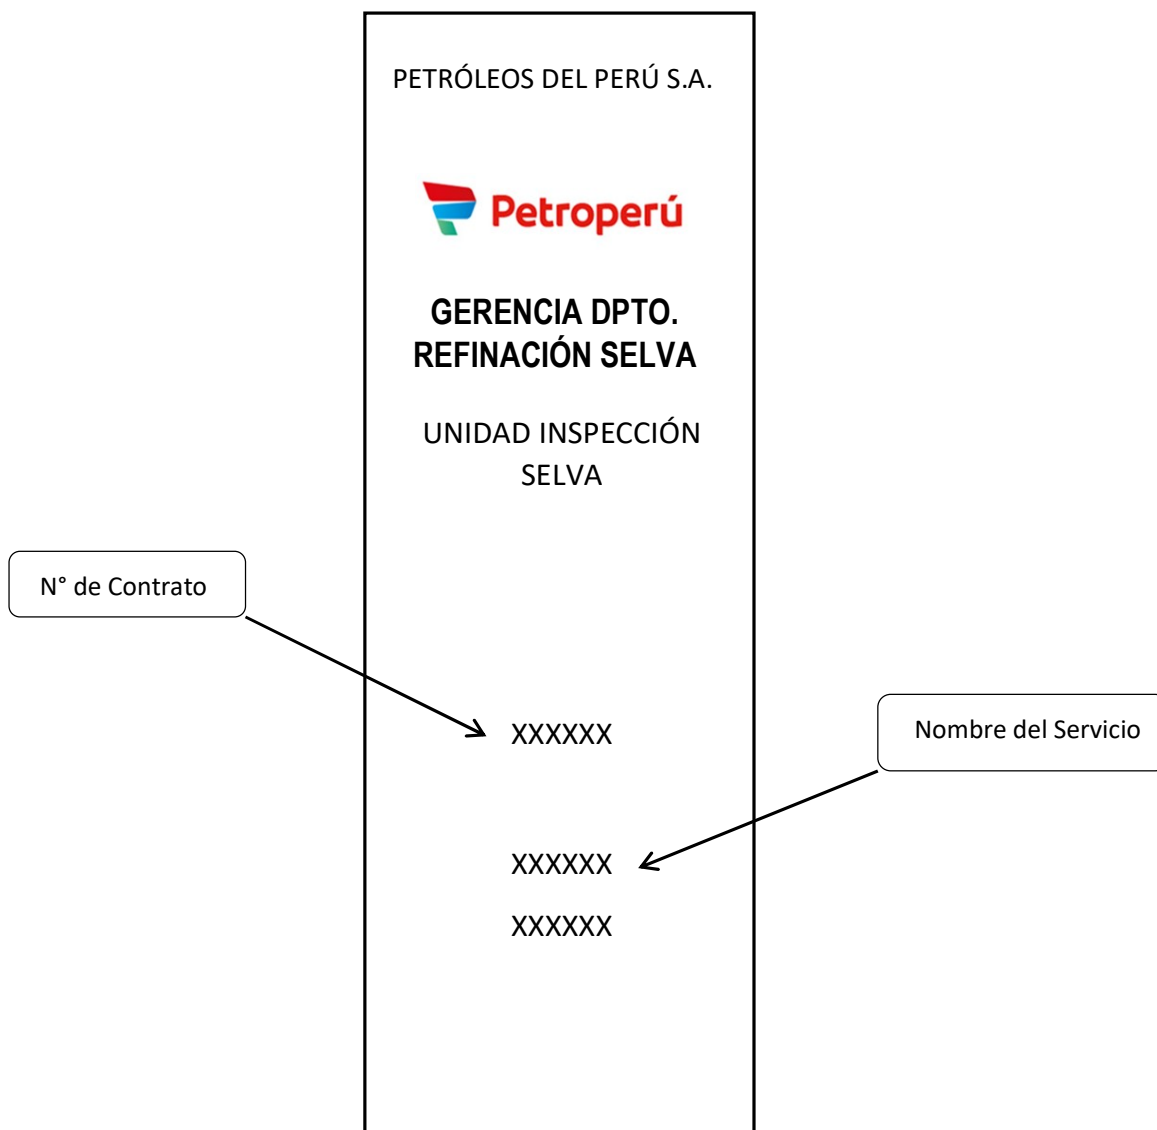 PETRÓLEOS DEL PERÚ S.A.
Petroperú
GERENCIA DPTO.
REFINACIÓN SELVA
UNIDAD INSPECCIÓN
SELVA
N° de Contrato
XXXXXX
Nombre del Servicio
XXXXXX
XXXXXX